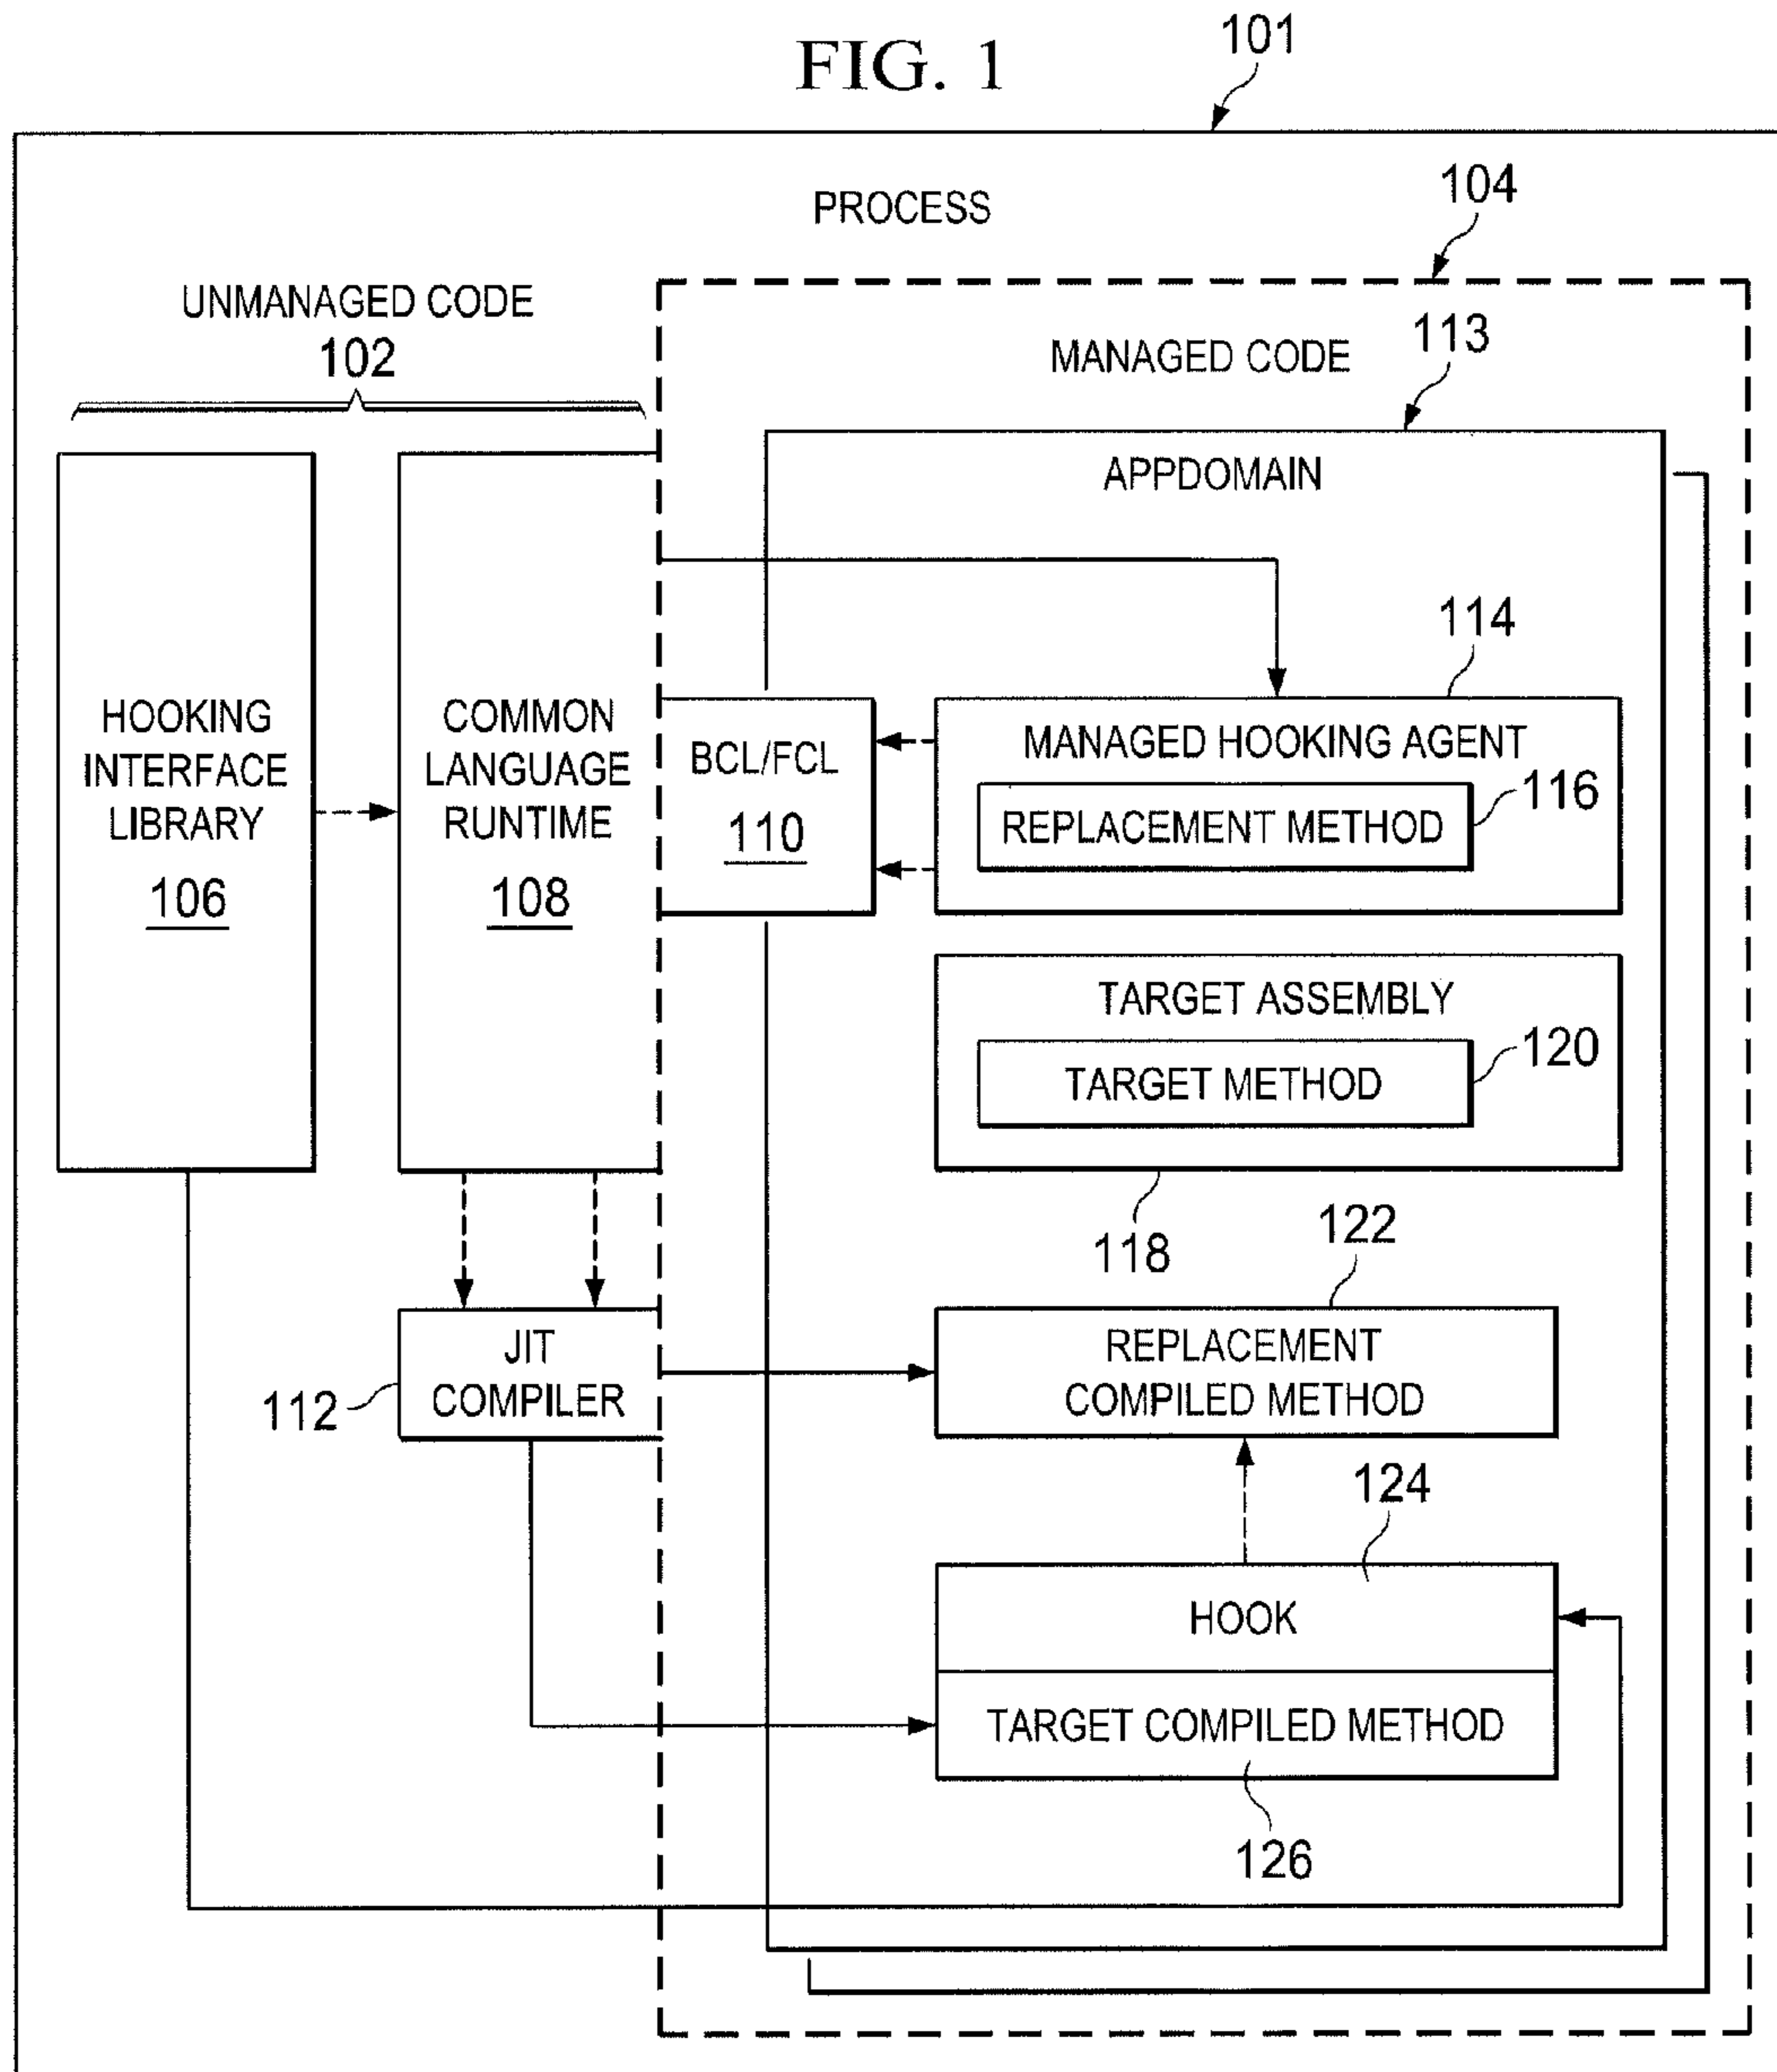 FIG. 1
101
PROCESS
104
UNMANAGED CODE
102
MANAGED CODE
113
APPDOMAIN
HOOKING
INTERFACE
LIBRARY
106
COMMON
LANGUAGE
RUNTIME
108
BCL/FCL
110
114
MANAGED HOOKING AGENT
REPLACEMENT METHOD
116
TARGET ASSEMBLY
TARGET METHOD
120
118
122
JIT
COMPILER
112
REPLACEMENT
COMPILED METHOD
124
HOOK
TARGET COMPILED METHOD
126